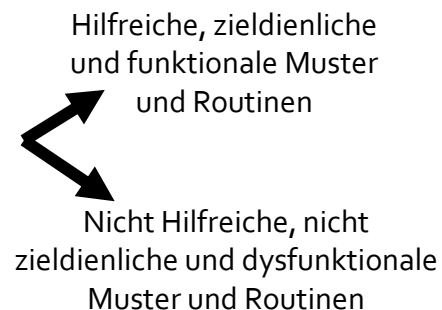 Hilfreiche, zieldienliche
und funktionale Muster
und Routinen
Nicht Hilfreiche, nicht
zieldienliche und dysfunktionale
Muster und Routinen